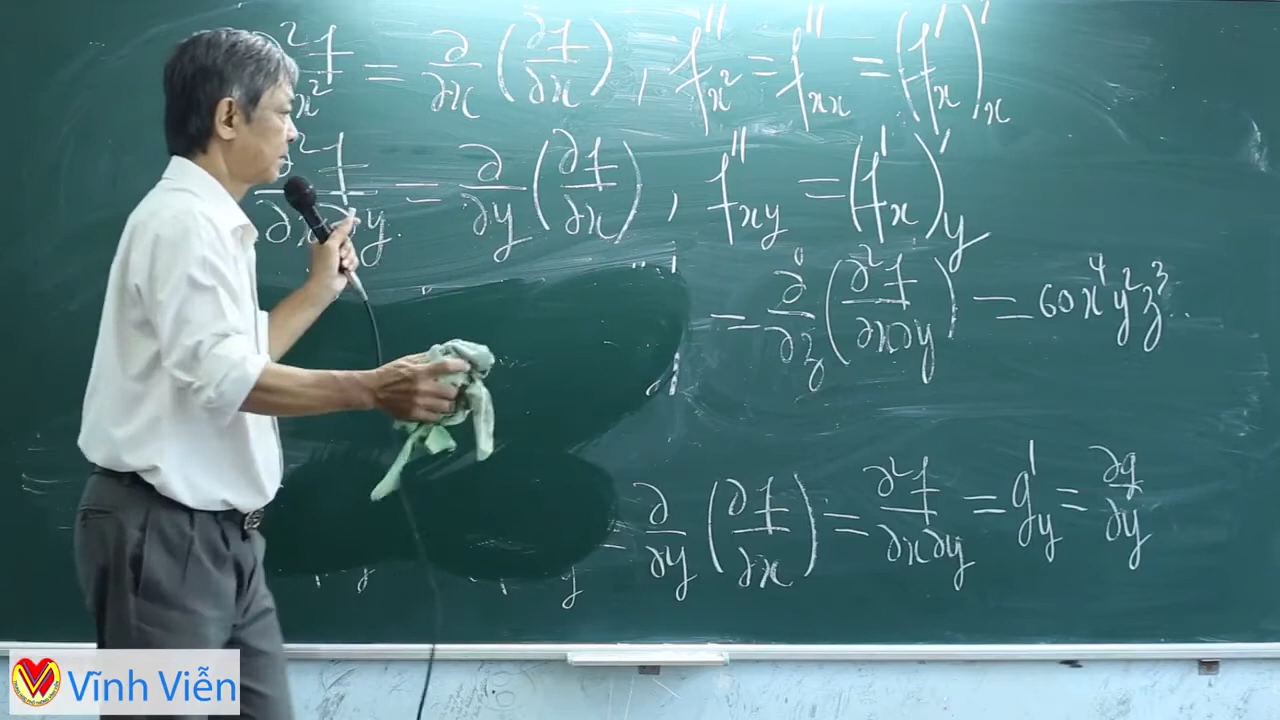 ∂²f/∂x² = ∂/∂x (∂f/∂x), f''x² = f''xx = (f'x)'x
∂²f/∂x∂y = ∂/∂y (∂f/∂x), f''xy = (f'x)'y
= ∂/∂z (∂²f/∂x∂y) = 60x⁴y²z³.
= ∂/∂y (∂f/∂x) = ∂²f/∂x∂y = g'y = ∂g/∂y
Vĩnh Viễn